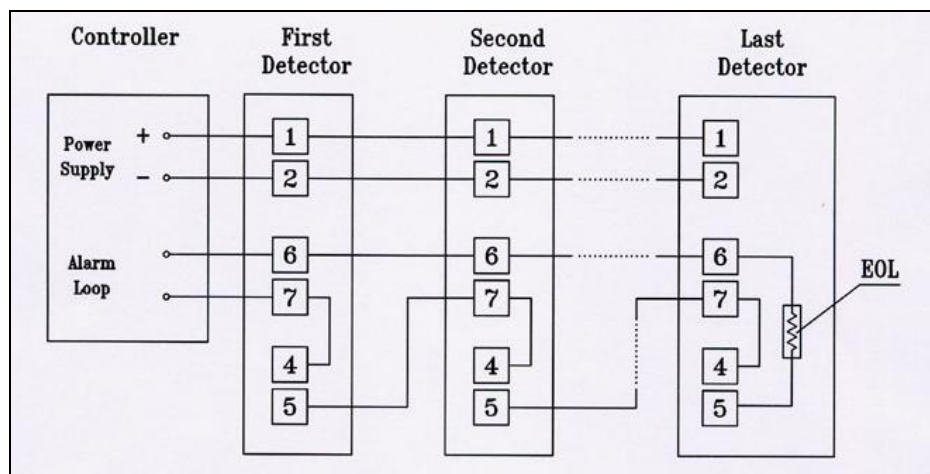 Controller
First
Detector
Second
Detector
Last
Detector
Power
Supply
+
−
Alarm
Loop
1
2
6
7
4
5
1
2
6
7
4
5
1
2
6
7
4
5
EOL